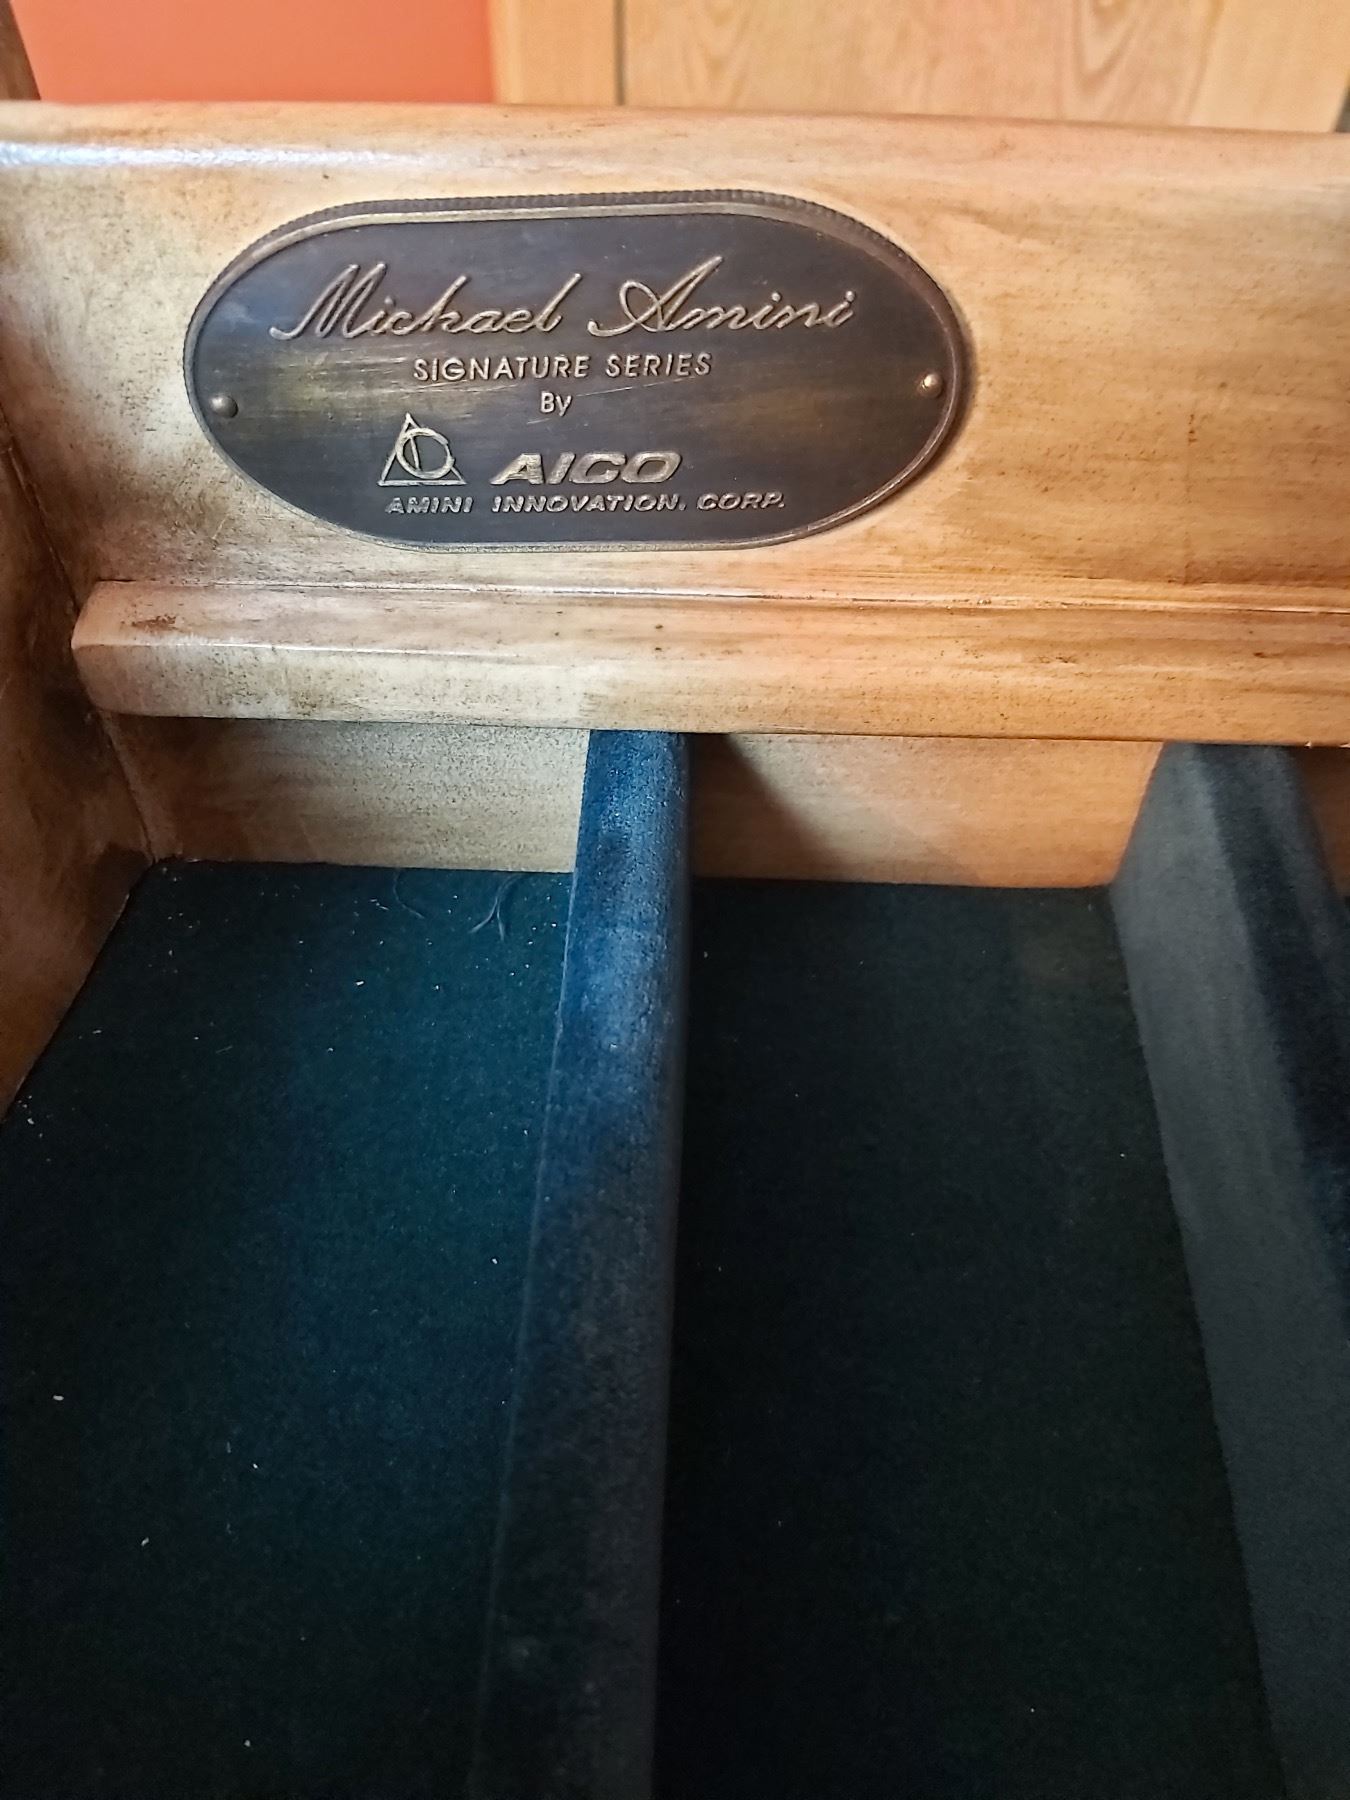 Michael Amini
SIGNATURE SERIES
By
AICO
AMINI INNOVATION. CORP.